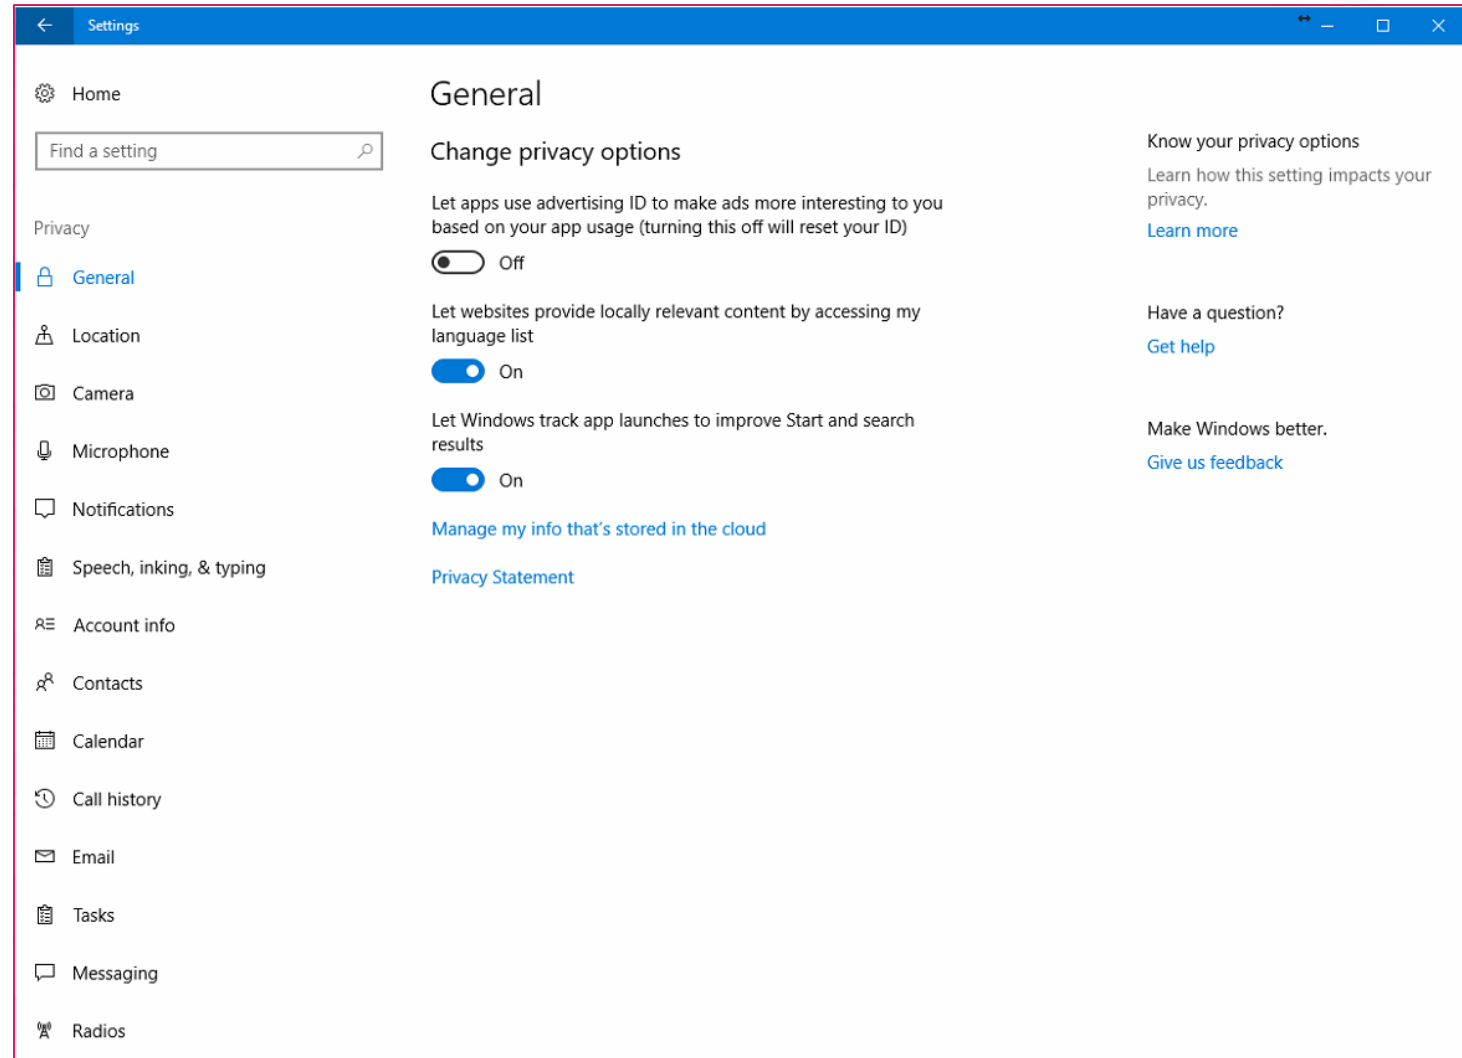 Settings
Home
Find a setting
Privacy
General
Location
Camera
Microphone
Notifications
Speech, inking, & typing
Account info
Contacts
Calendar
Call history
Email
Tasks
Messaging
Radios
General
Change privacy options
Let apps use advertising ID to make ads more interesting to you
based on your app usage (turning this off will reset your ID)
Off
Let websites provide locally relevant content by accessing my
language list
On
Let Windows track app launches to improve Start and search
results
On
Manage my info that's stored in the cloud
Privacy Statement
Know your privacy options
Learn how this setting impacts your
privacy.
Learn more
Have a question?
Get help
Make Windows better.
Give us feedback